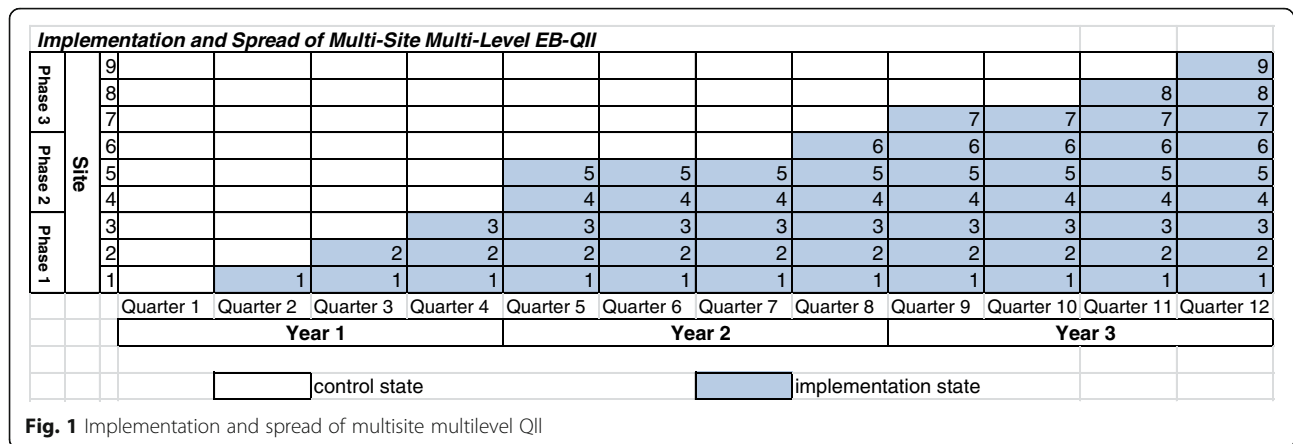 Implementation and Spread of Multi-Site Multi-Level EB-QII
Phase 3
Phase 2
Phase 1
Site
9 9
8 8 8
7 7 7 7 7
6 6 6 6 6 6
5 5 5 5 5 5 5 5 5
4 4 4 4 4 4 4 4 4
3 3 3 3 3 3 3 3 3 3
2 2 2 2 2 2 2 2 2 2 2
1 1 1 1 1 1 1 1 1 1 1 1
Quarter 1 Quarter 2 Quarter 3 Quarter 4 Quarter 5 Quarter 6 Quarter 7 Quarter 8 Quarter 9 Quarter 10 Quarter 11 Quarter 12
Year 1 Year 2 Year 3
control state implementation state
Fig. 1 Implementation and spread of multisite multilevel QII